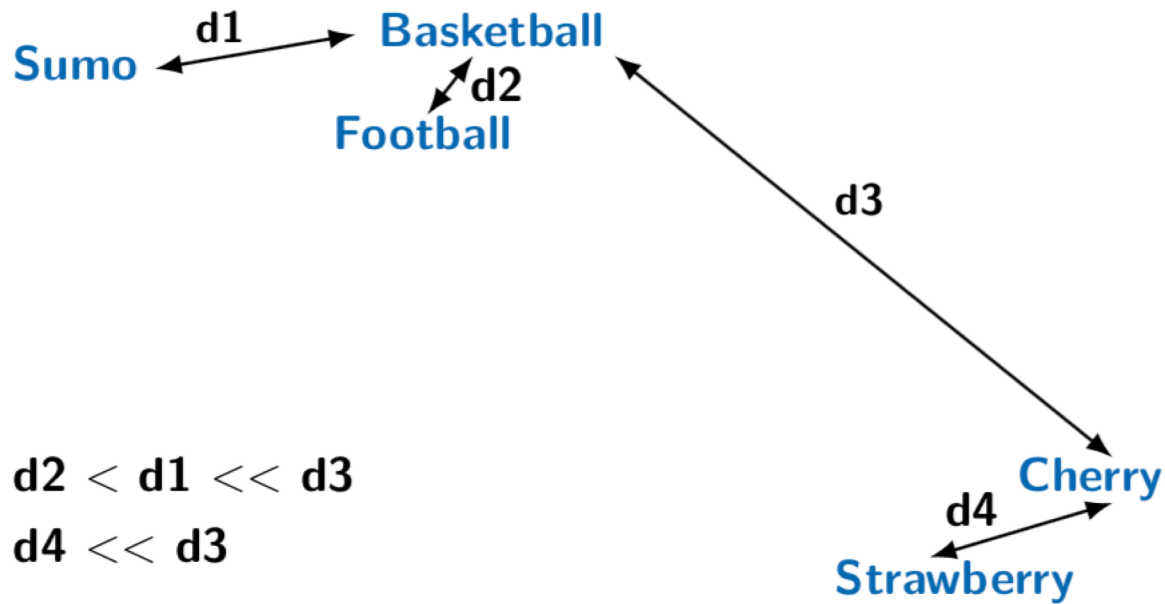 d1
Basketball
Sumo
d2
Football
d3
d2 < d1 << d3
Cherry
d4
d4 << d3
Strawberry